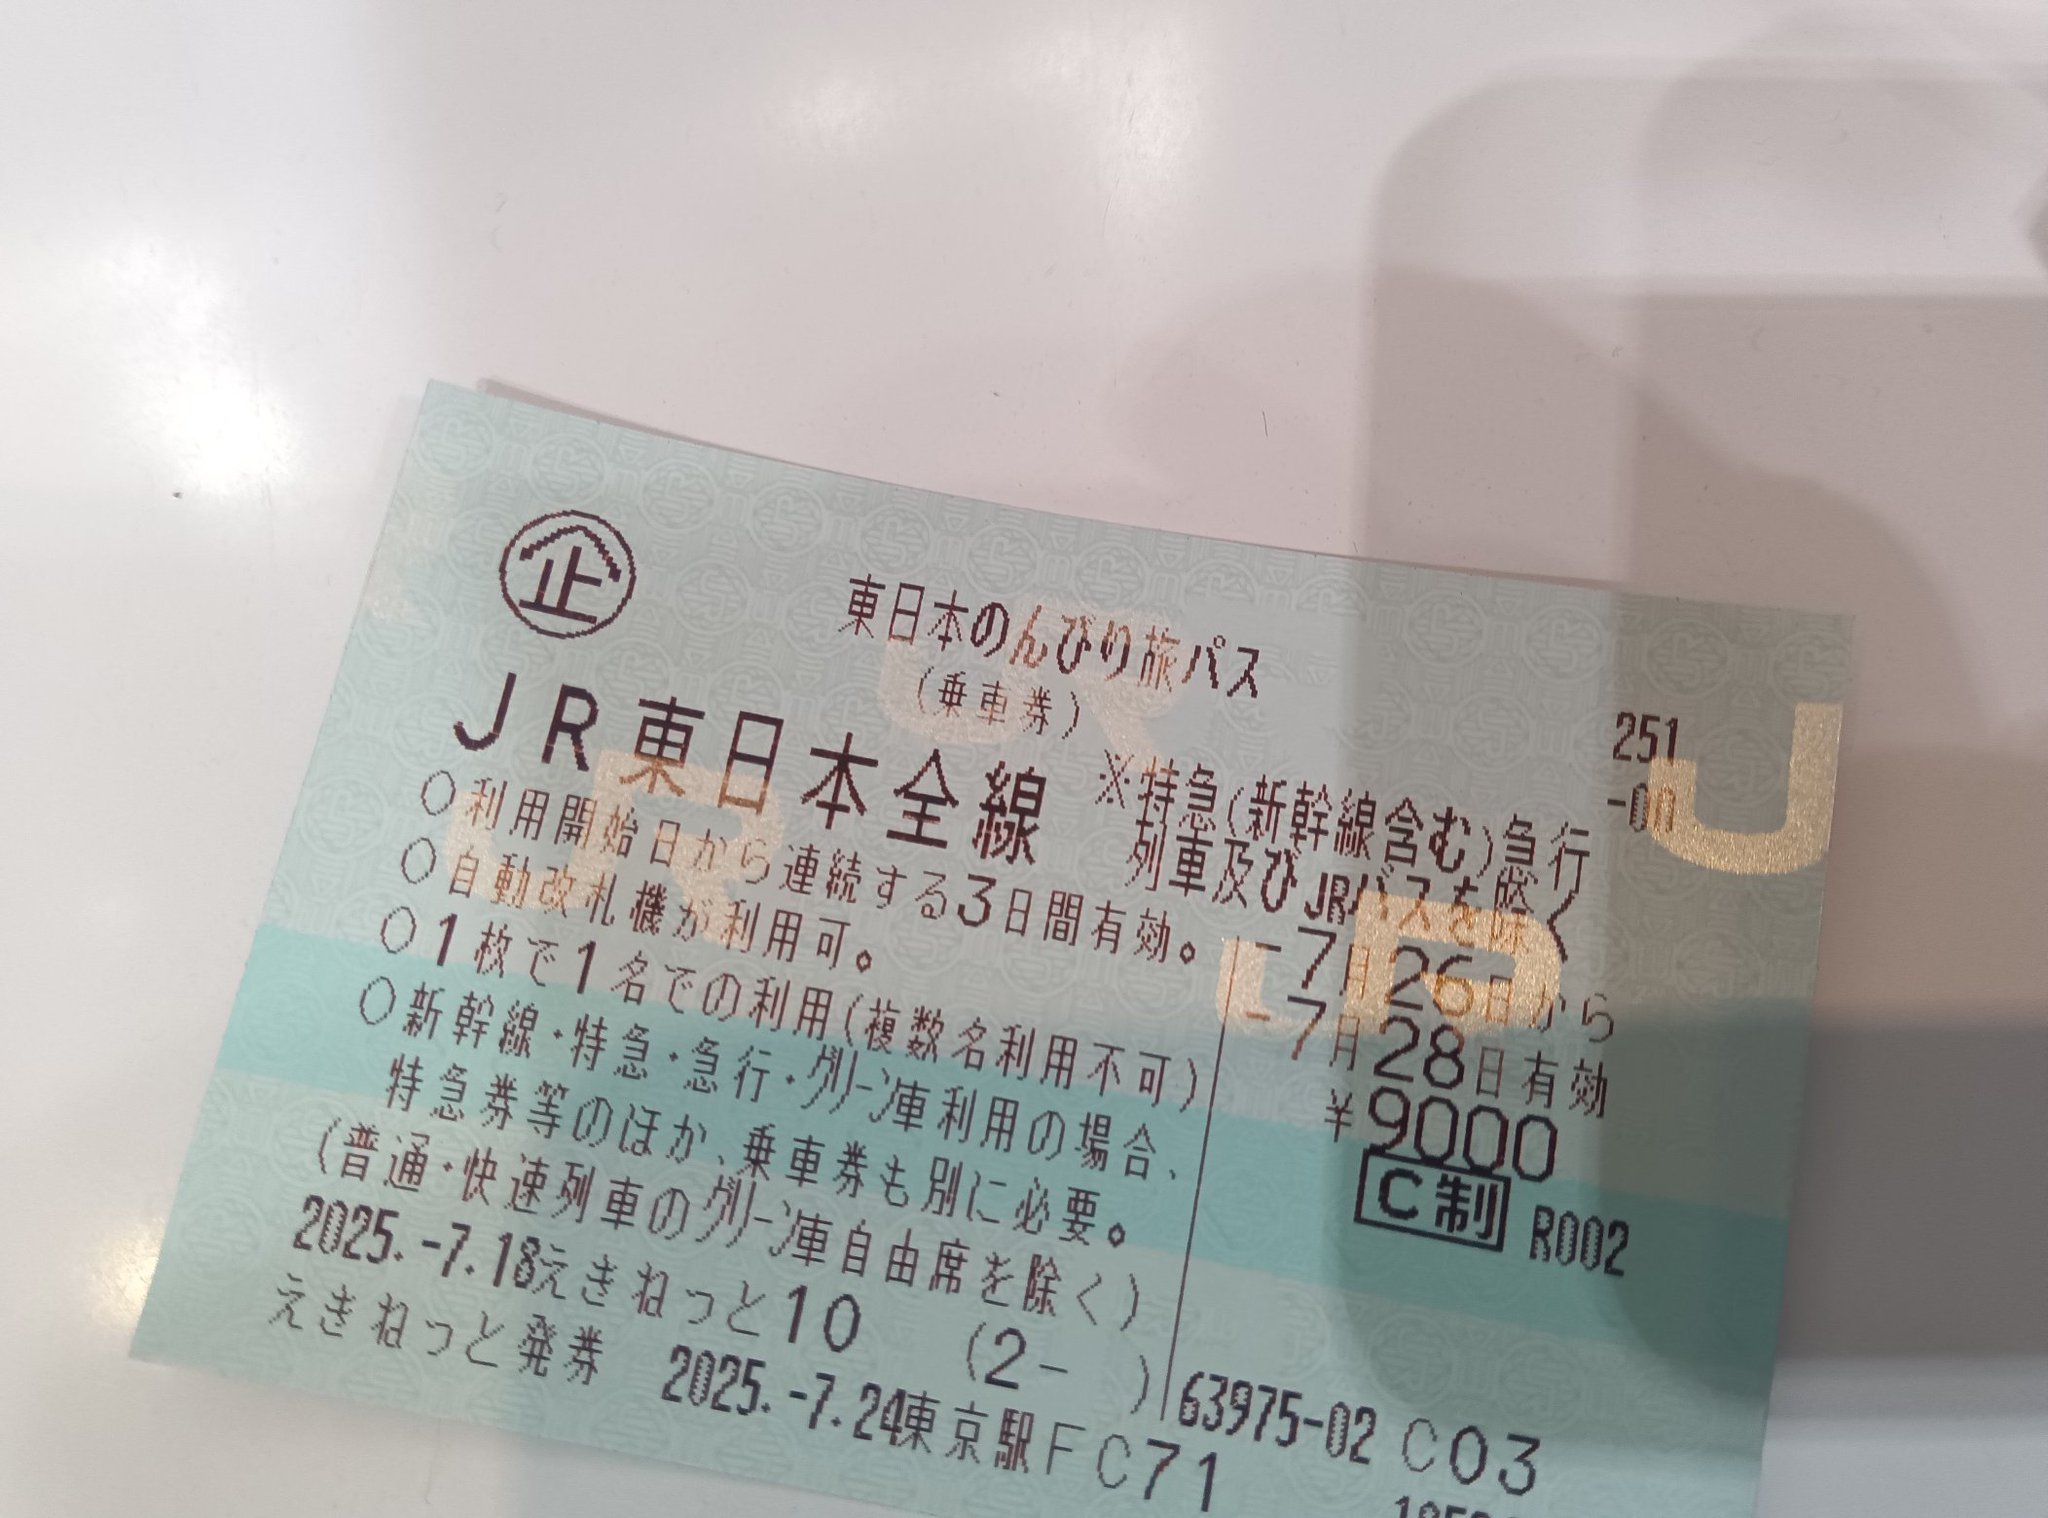 企
東日本のんびり旅パス
(乗車券)
251
JR東日本全線
※特急(新幹線含む)急行
列車及びJRバスを除く
○利用開始日から連続する3日間有効。
○自動改札機が利用可。
○1枚で1名での利用(複数名利用不可)
○新幹線・特急・急行・グリーン車利用の場合、
特急券等のほか、乗車券も別に必要。
(普通・快速列車のグリーン車自由席を除く)
-7月26日から
-7月28日有効
¥9000
C制 R002
2025.-7.18えきねっと10 (2- )
63975-02 C03
えきねっと発券 2025.-7.24東京駅FC71
JR
JR
JR
J